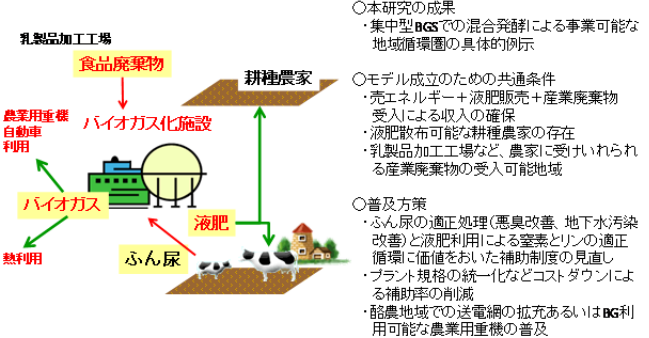 乳製品加工工場
食品廃棄物
耕種農家
農業用重機
自動車
利用
バイオガス化施設
バイオガス
液肥
熱利用
ふん尿
○本研究の成果
・集中型BGSでの混合発酵による事業可能な
地域循環圏の具体的例示
○モデル成立のための共通条件
・売エネルギー＋液肥販売＋産業廃棄物
受入による収入の確保
・液肥散布可能な耕種農家の存在
・乳製品加工工場など、農家に受けいれられ
る産業廃棄物の受入可能地域
○普及方策
・ふん尿の適正処理（悪臭改善、地下水汚染
改善）と液肥利用による窒素とリンの適正
循環に価値をおいた補助制度の見直し
・プラント規格の統一化などコストダウンによ
る補助率の削減
・酪農地域での送電網の拡充あるいはBG利
用可能な農業用重機の普及